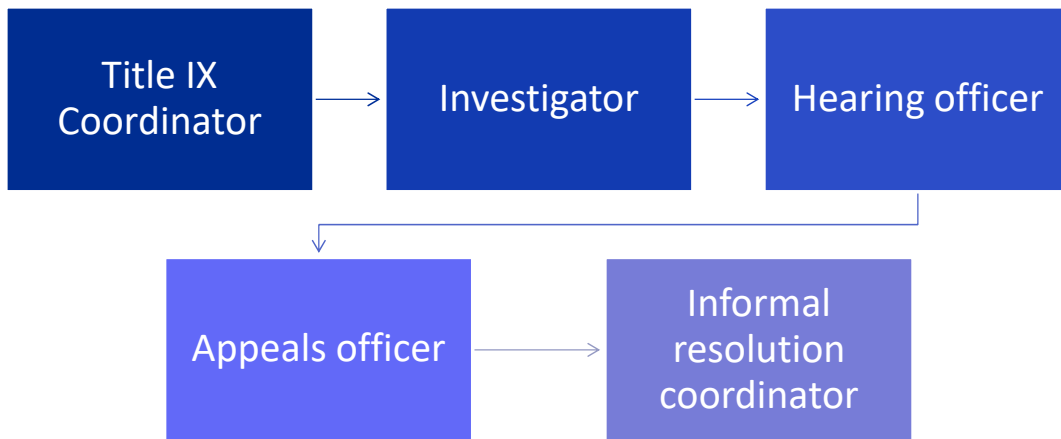 Title IX
Coordinator
Investigator
Hearing officer
Appeals officer
Informal
resolution
coordinator